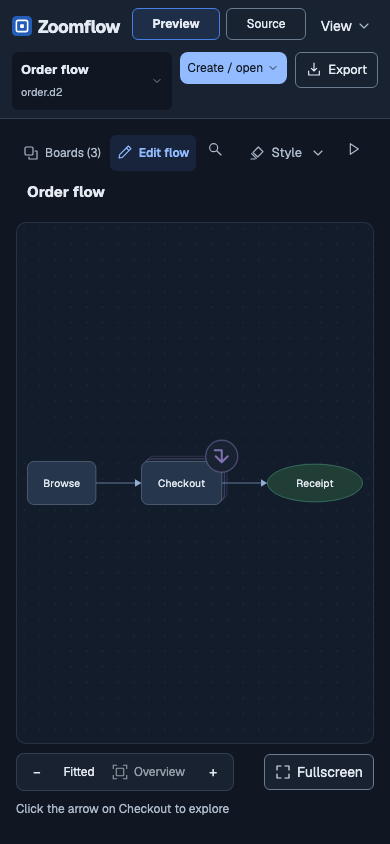 Zoomflow
Preview
Source
View
Order flow
order.d2
Create / open
Export
Boards (3)
Edit flow
Style
Order flow
Browse
Checkout
Receipt
−
Fitted
Overview
+
Fullscreen
Click the arrow on Checkout to explore